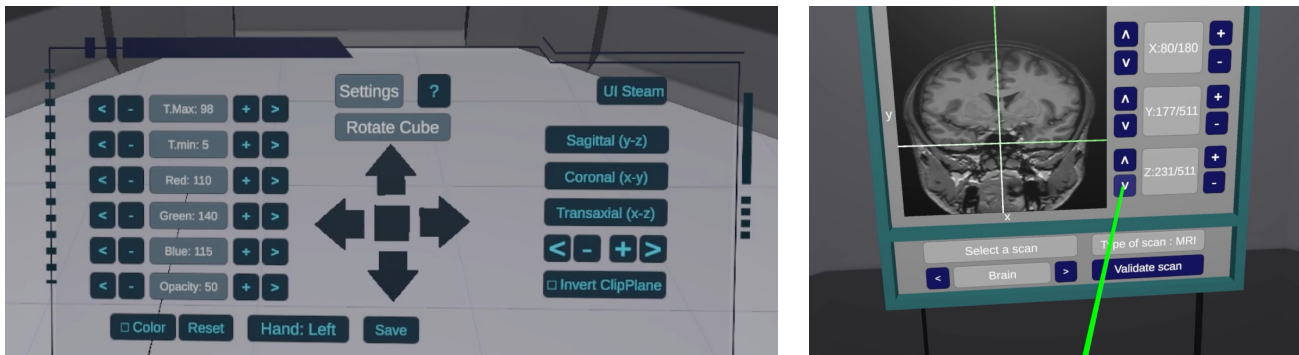 Settings ?
UI Steam
Rotate Cube
< - T.Max: 98 + >
< - T.min: 5 + >
< - Red: 110 + >
< - Green: 140 + >
< - Blue: 115 + >
< - Opacity: 50 + >
Color Reset Hand: Left Save
Sagittal (y-z)
Coronal (x-y)
Transaxial (x-z)
< - + >
Invert ClipPlane
y
x
ʌ X:80/180 +
v -
ʌ Y:177/511 +
v -
ʌ Z:231/511 +
v -
Select a scan
< Brain >
Type of scan : MRI
Validate scan